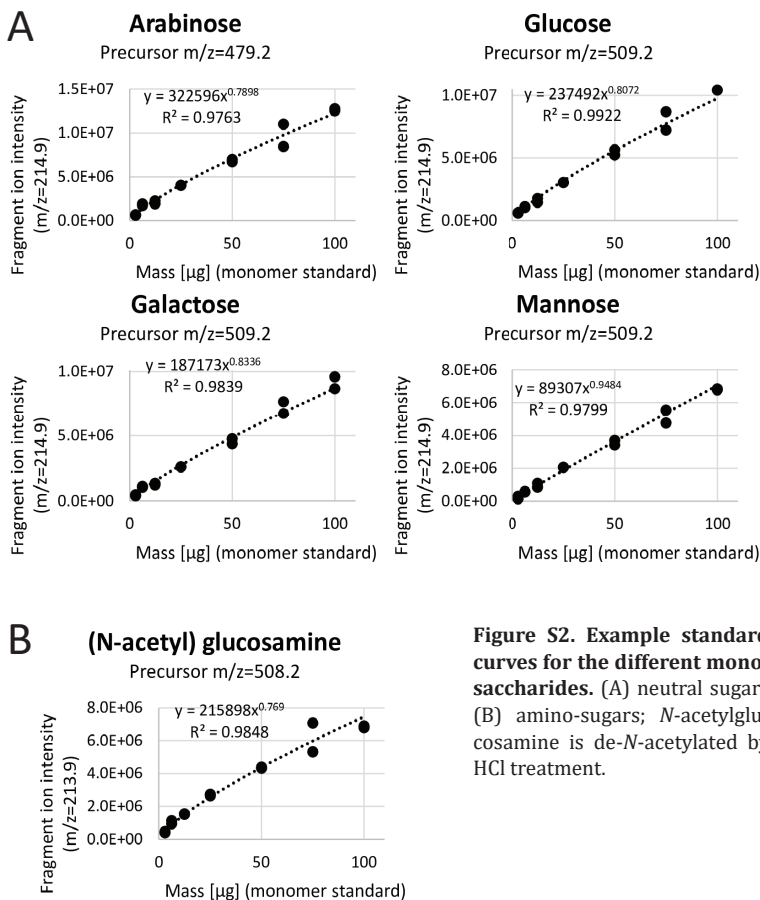 A
Arabinose
Precursor m/z=479.2
Fragment ion intensity
(m/z=214.9)
1.5E+07
1.0E+07
5.0E+06
0.0E+00
y = 322596x^0.7898
R² = 0.9763
0
50
100
Mass [µg] (monomer standard)
Glucose
Precursor m/z=509.2
Fragment ion intensity
(m/z=214.9)
1.0E+07
5.0E+06
0.0E+00
y = 237492x^0.8072
R² = 0.9922
0
50
100
Mass [µg] (monomer standard)
Galactose
Precursor m/z=509.2
Fragment ion intensity
(m/z=214.9)
1.0E+07
5.0E+06
0.0E+00
y = 187173x^0.8336
R² = 0.9839
0
50
100
Mass [µg] (monomer standard)
Mannose
Precursor m/z=509.2
Fragment ion intensity
(m/z=214.9)
8.0E+06
6.0E+06
4.0E+06
2.0E+06
0.0E+00
y = 89307x^0.9484
R² = 0.9799
0
50
100
Mass [µg] (monomer standard)
B
(N-acetyl) glucosamine
Precursor m/z=508.2
Fragment ion intensity
(m/z=213.9)
8.0E+06
6.0E+06
4.0E+06
2.0E+06
0.0E+00
y = 215898x^0.769
R² = 0.9848
0
50
100
Mass [µg] (monomer standard)
Figure S2. Example standard
curves for the different mono
saccharides. (A) neutral sugar
(B) amino-sugars; N-acetylglu
cosamine is de-N-acetylated by
HCl treatment.